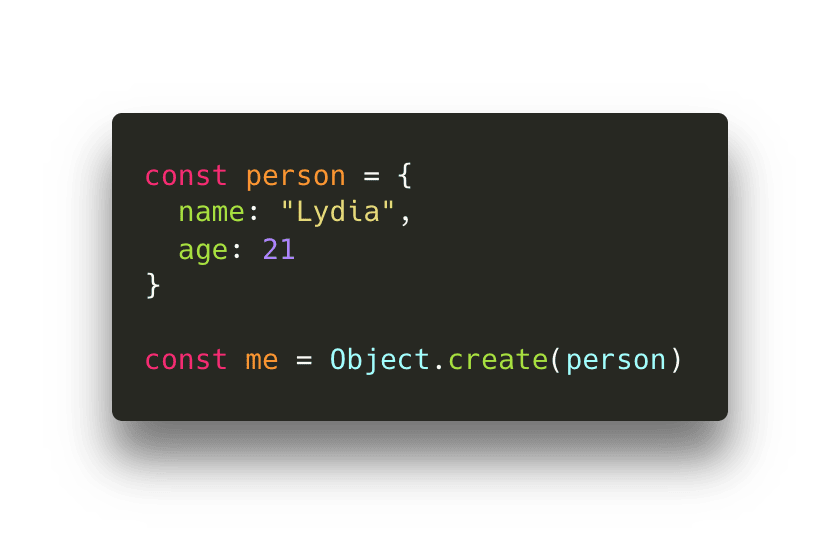 const person = {
  name: "Lydia",
  age: 21
}
const me = Object.create(person)